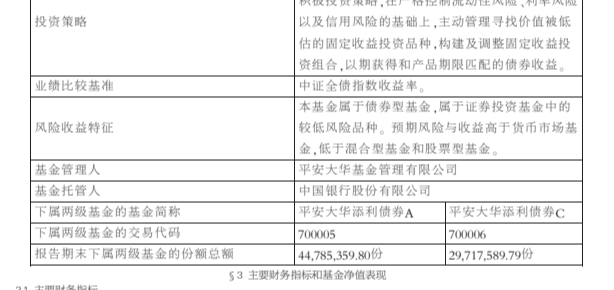 积极投资策略,在严格控制流动性风险、利率风险
投资策略
以及信用风险的基础上,主动管理寻找价值被低
估的固定收益投资品种,构建及调整固定收益投
资组合,以期获得和产品期限匹配的债券收益。
业绩比较基准 中证全债指数收益率。
风险收益特征
本基金属于债券型基金,属于证券投资基金中的
较低风险品种。预期风险与收益高于货币市场基
金,低于混合型基金和股票型基金。
基金管理人 平安大华基金管理有限公司
基金托管人 中国银行股份有限公司
下属两级基金的基金简称 平安大华添利债券A 平安大华添利债券C
下属两级基金的交易代码 700005 700006
报告期末下属两级基金的份额总额 44,785,359.80份 29,717,589.79份
§3 主要财务指标和基金净值表现
3.1 主要财务指标